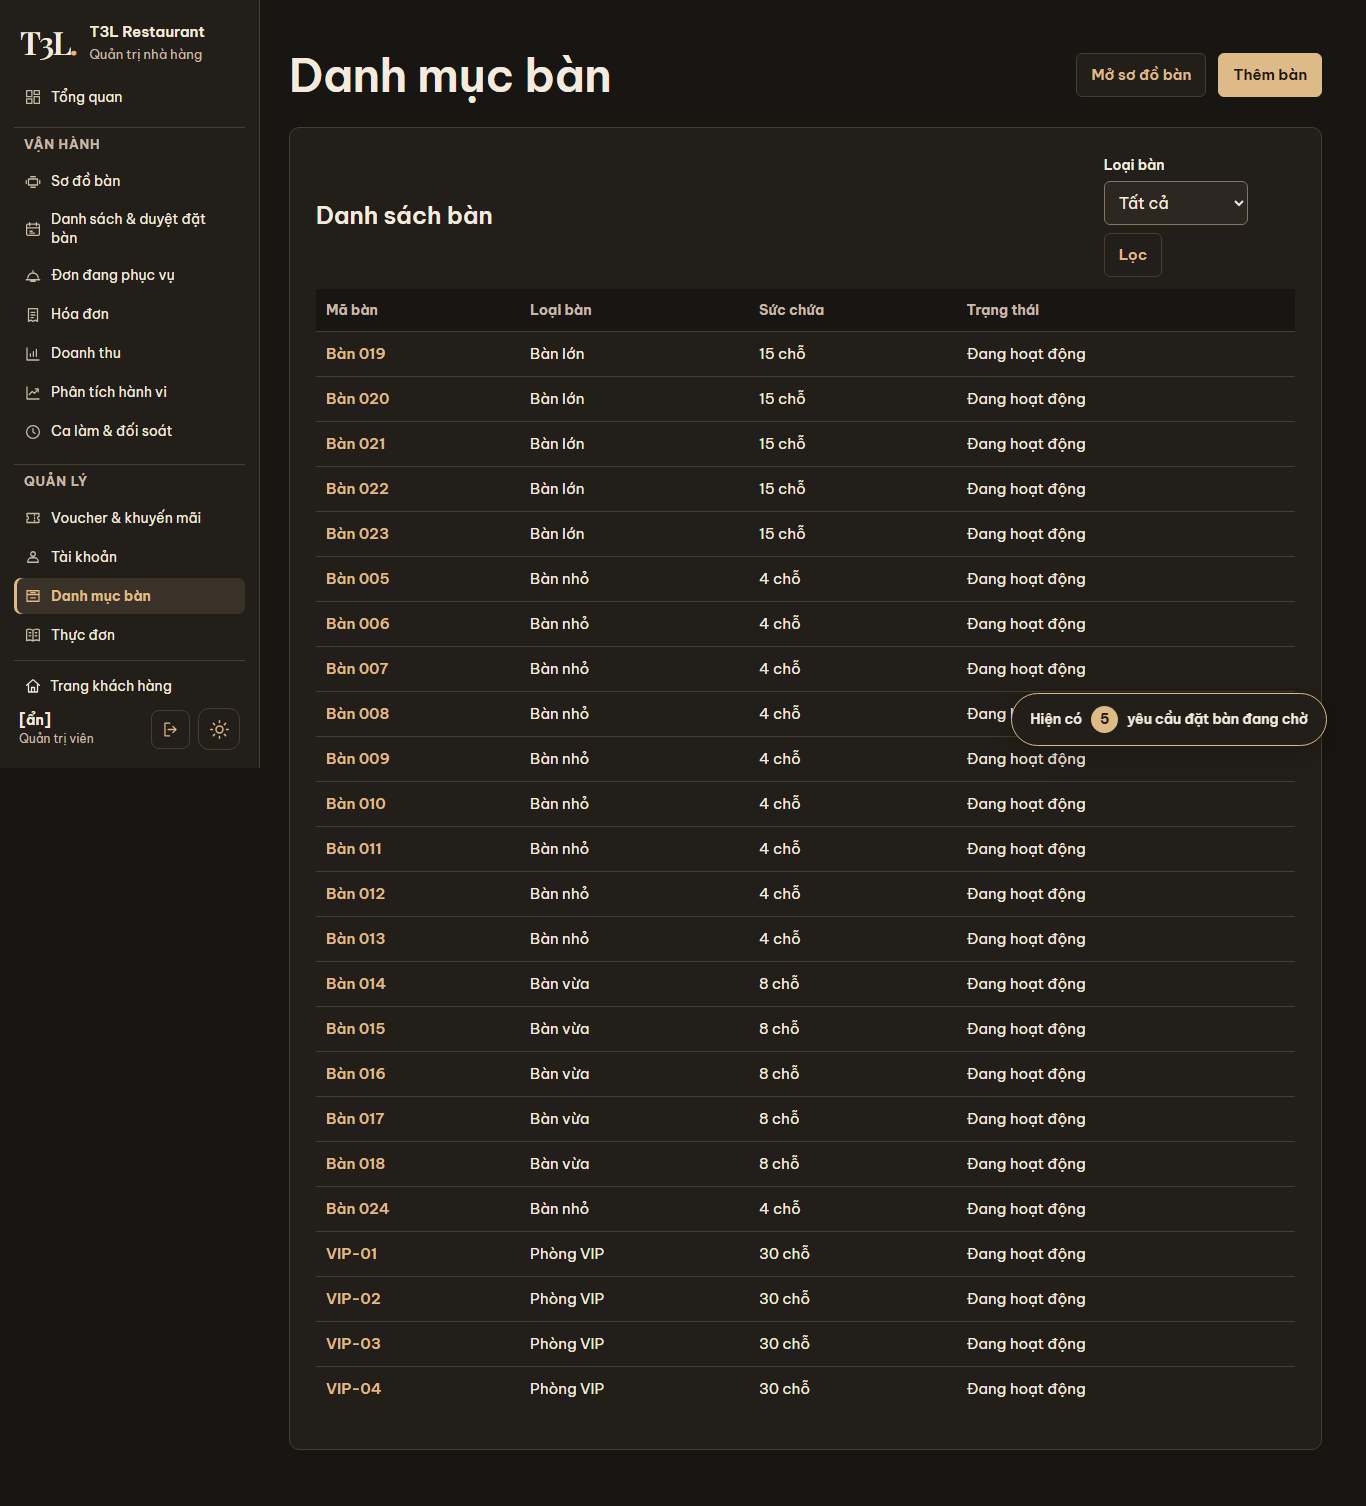 T3L.
T3L Restaurant
Quản trị nhà hàng
Tổng quan
VẬN HÀNH
Sơ đồ bàn
Danh sách & duyệt đặt
bàn
Đơn đang phục vụ
Hóa đơn
Doanh thu
Phân tích hành vi
Ca làm & đối soát
QUẢN LÝ
Voucher & khuyến mãi
Tài khoản
Danh mục bàn
Thực đơn
Trang khách hàng
[ẩn]
Quản trị viên
Danh mục bàn
Mở sơ đồ bàn
Thêm bàn
Danh sách bàn
Loại bàn
Tất cả
Lọc
Mã bàn Loại bàn Sức chứa Trạng thái
Bàn 019 Bàn lớn 15 chỗ Đang hoạt động
Bàn 020 Bàn lớn 15 chỗ Đang hoạt động
Bàn 021 Bàn lớn 15 chỗ Đang hoạt động
Bàn 022 Bàn lớn 15 chỗ Đang hoạt động
Bàn 023 Bàn lớn 15 chỗ Đang hoạt động
Bàn 005 Bàn nhỏ 4 chỗ Đang hoạt động
Bàn 006 Bàn nhỏ 4 chỗ Đang hoạt động
Bàn 007 Bàn nhỏ 4 chỗ Đang hoạt động
Bàn 008 Bàn nhỏ 4 chỗ Đang
Hiện có 5 yêu cầu đặt bàn đang chờ
Bàn 009 Bàn nhỏ 4 chỗ Đang hoạt động
Bàn 010 Bàn nhỏ 4 chỗ Đang hoạt động
Bàn 011 Bàn nhỏ 4 chỗ Đang hoạt động
Bàn 012 Bàn nhỏ 4 chỗ Đang hoạt động
Bàn 013 Bàn nhỏ 4 chỗ Đang hoạt động
Bàn 014 Bàn vừa 8 chỗ Đang hoạt động
Bàn 015 Bàn vừa 8 chỗ Đang hoạt động
Bàn 016 Bàn vừa 8 chỗ Đang hoạt động
Bàn 017 Bàn vừa 8 chỗ Đang hoạt động
Bàn 018 Bàn vừa 8 chỗ Đang hoạt động
Bàn 024 Bàn nhỏ 4 chỗ Đang hoạt động
VIP-01 Phòng VIP 30 chỗ Đang hoạt động
VIP-02 Phòng VIP 30 chỗ Đang hoạt động
VIP-03 Phòng VIP 30 chỗ Đang hoạt động
VIP-04 Phòng VIP 30 chỗ Đang hoạt động